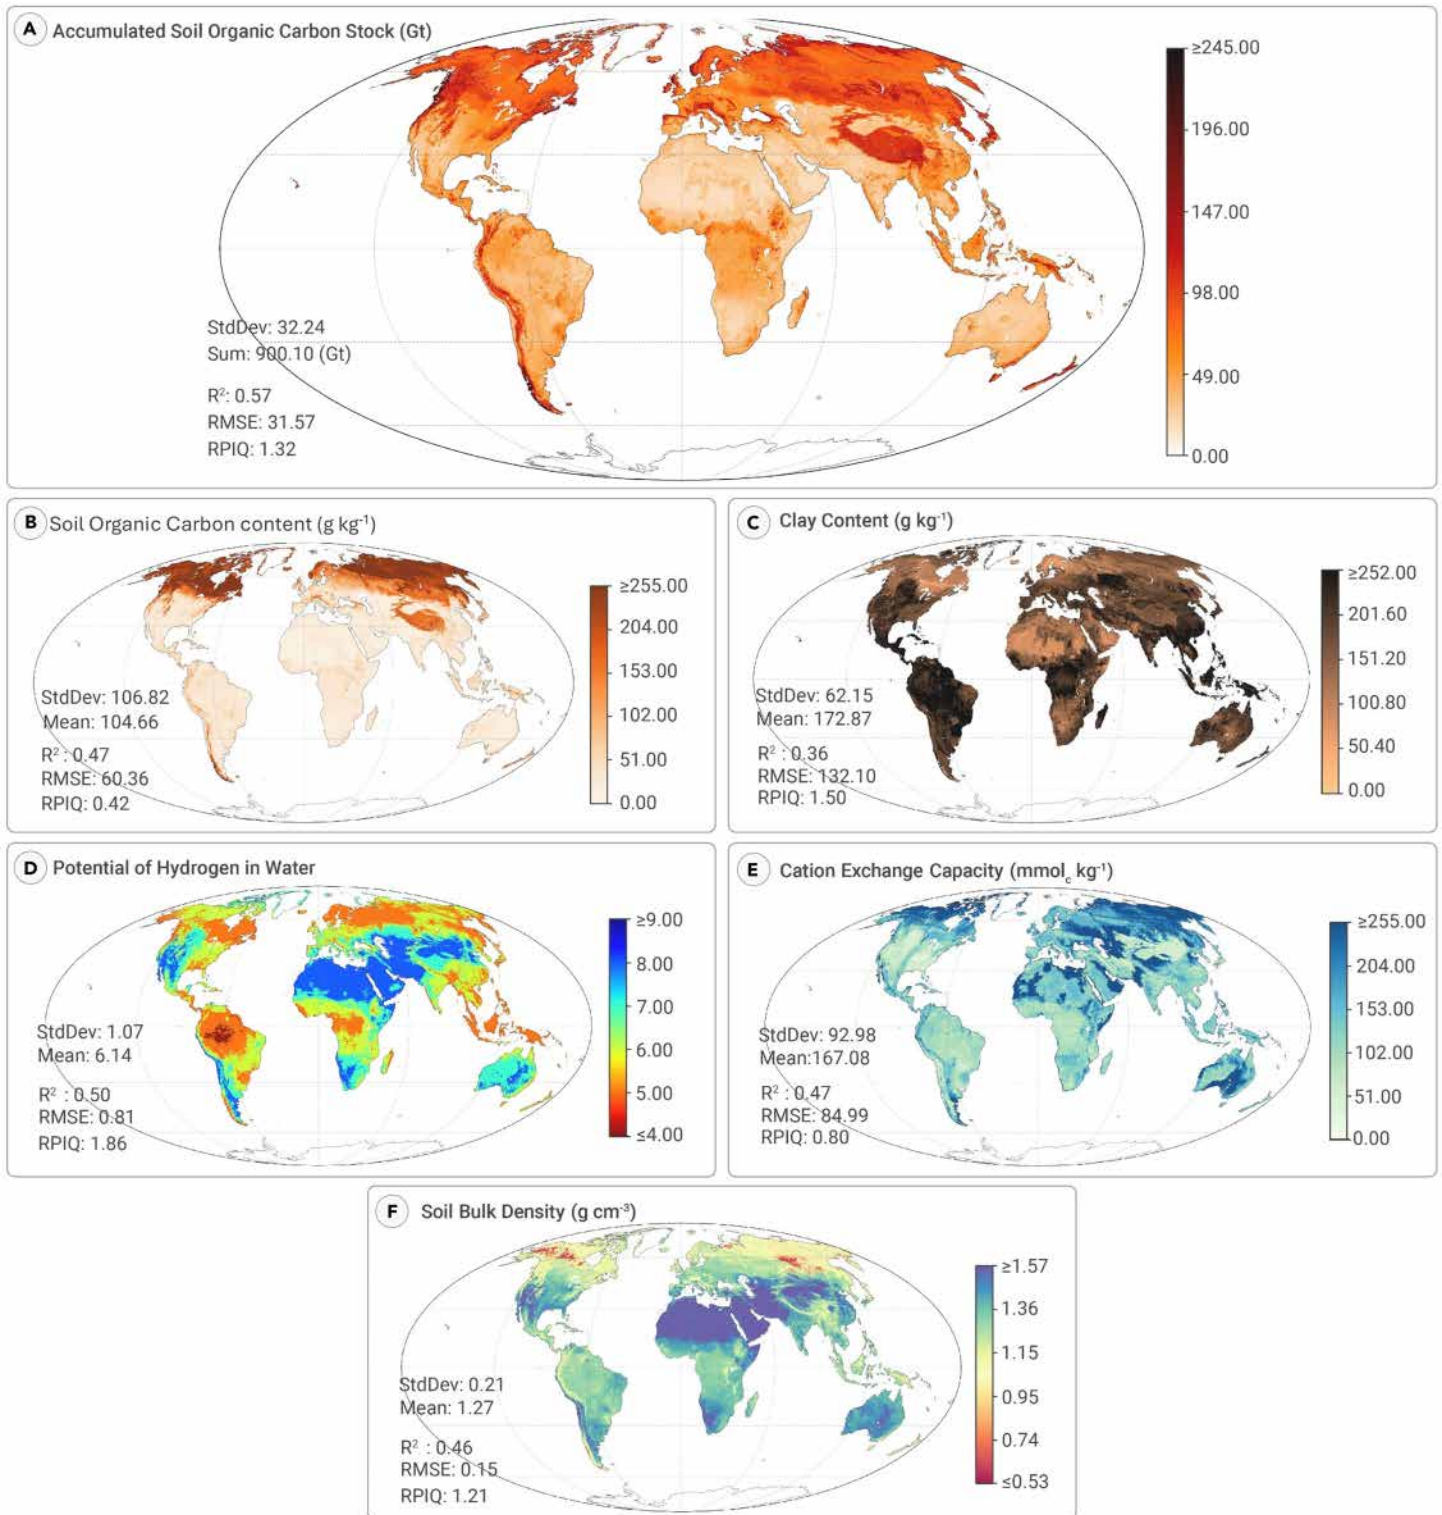 A Accumulated Soil Organic Carbon Stock (Gt)
≥245.00
196.00
147.00
98.00
49.00
0.00
StdDev: 32.24
Sum: 900.10 (Gt)
R²: 0.57
RMSE: 31.57
RPIQ: 1.32
B Soil Organic Carbon content (g kg⁻¹)
≥255.00
204.00
153.00
102.00
51.00
0.00
StdDev: 106.82
Mean: 104.66
R² : 0.47
RMSE: 60.36
RPIQ: 0.42
C Clay Content (g kg⁻¹)
≥252.00
201.60
151.20
100.80
50.40
0.00
StdDev: 62.15
Mean: 172.87
R² : 0.36
RMSE: 132.10
RPIQ: 1.50
D Potential of Hydrogen in Water
≥9.00
8.00
7.00
6.00
5.00
≤4.00
StdDev: 1.07
Mean: 6.14
R² : 0.50
RMSE: 0.81
RPIQ: 1.86
E Cation Exchange Capacity (mmol꜀ kg⁻¹)
≥255.00
204.00
153.00
102.00
51.00
0.00
StdDev: 92.98
Mean:167.08
R² : 0.47
RMSE: 84.99
RPIQ: 0.80
F Soil Bulk Density (g cm⁻³)
≥1.57
1.36
1.15
0.95
0.74
≤0.53
StdDev: 0.21
Mean: 1.27
R² : 0.46
RMSE: 0.15
RPIQ: 1.21